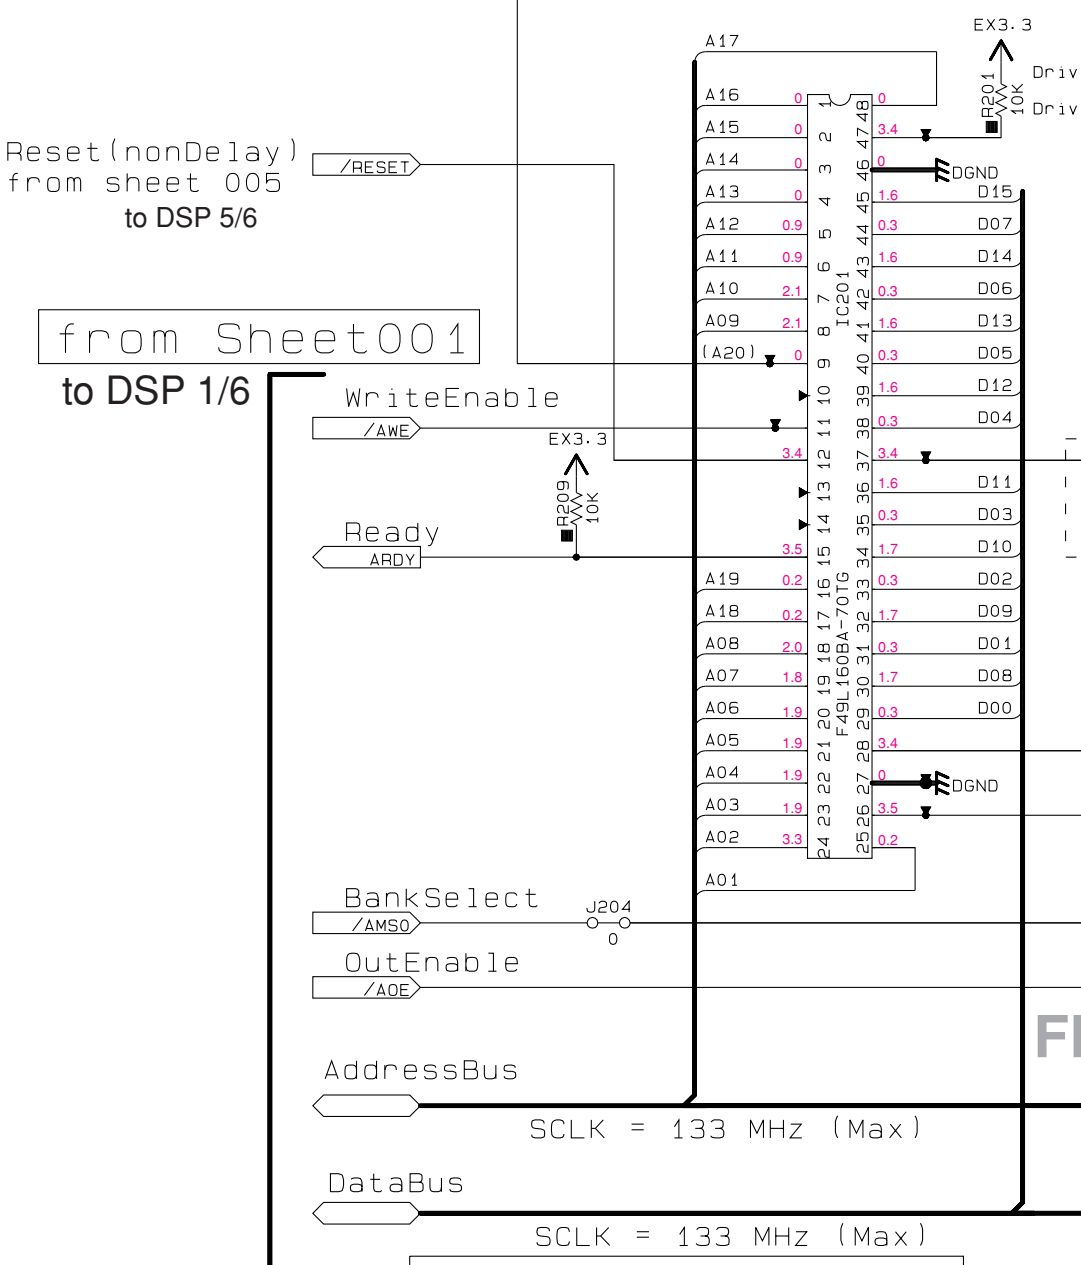 EX3.3
Driv
Driv
R201
10K
A17
A16 0 1 48 0
A15 0 2 47 3.4
A14 0 3 46 0 DGND
A13 0 4 45 1.6 D15
A12 0.9 5 44 0.3 D07
A11 0.9 6 43 1.6 D14
A10 2.1 7 42 0.3 D06
A09 2.1 8 41 1.6 D13
(A20) 0 9 40 0.3 D05
10 39 1.6 D12
11 38 0.3 D04
3.4 12 37 3.4
13 36 1.6 D11
14 35 0.3 D03
3.5 15 34 1.7 D10
A19 0.2 16 33 0.3 D02
A18 0.2 17 32 1.7 D09
A08 2.0 18 31 0.3 D01
A07 1.8 19 30 1.7 D08
A06 1.9 20 29 0.3 D00
A05 1.9 21 28 3.4
A04 1.9 22 27 0 DGND
A03 1.9 23 26 3.5
A02 3.3 24 25 0.2
A01
IC201
F49L160BA-70TG
Reset(nonDelay)
from sheet 005
to DSP 5/6
/RESET
from Sheet001
to DSP 1/6
WriteEnable
/AWE
EX3.3
R209
10K
Ready
ARDY
BankSelect
/AMS0
J204
0
OutEnable
/AOE
AddressBus
SCLK = 133 MHz (Max)
DataBus
SCLK = 133 MHz (Max)